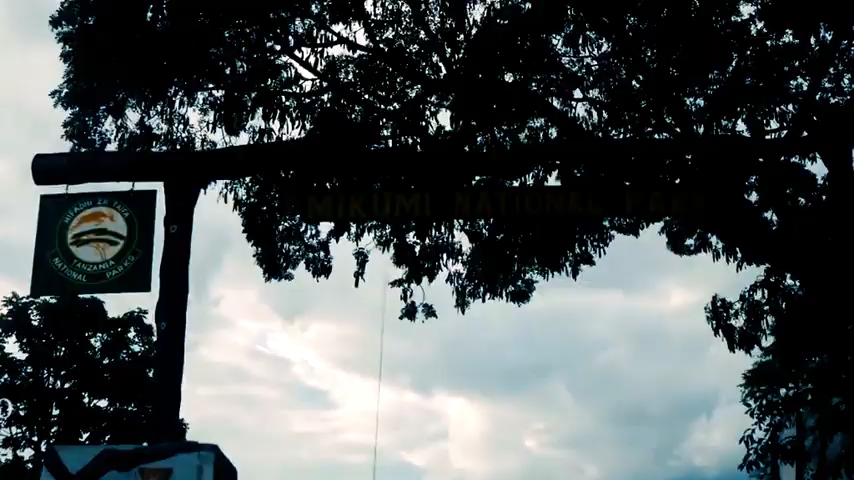 HIFADHI ZA TAIFA
TANZANIA
NATIONAL PARKS
MIKUMI NATIONAL PARK